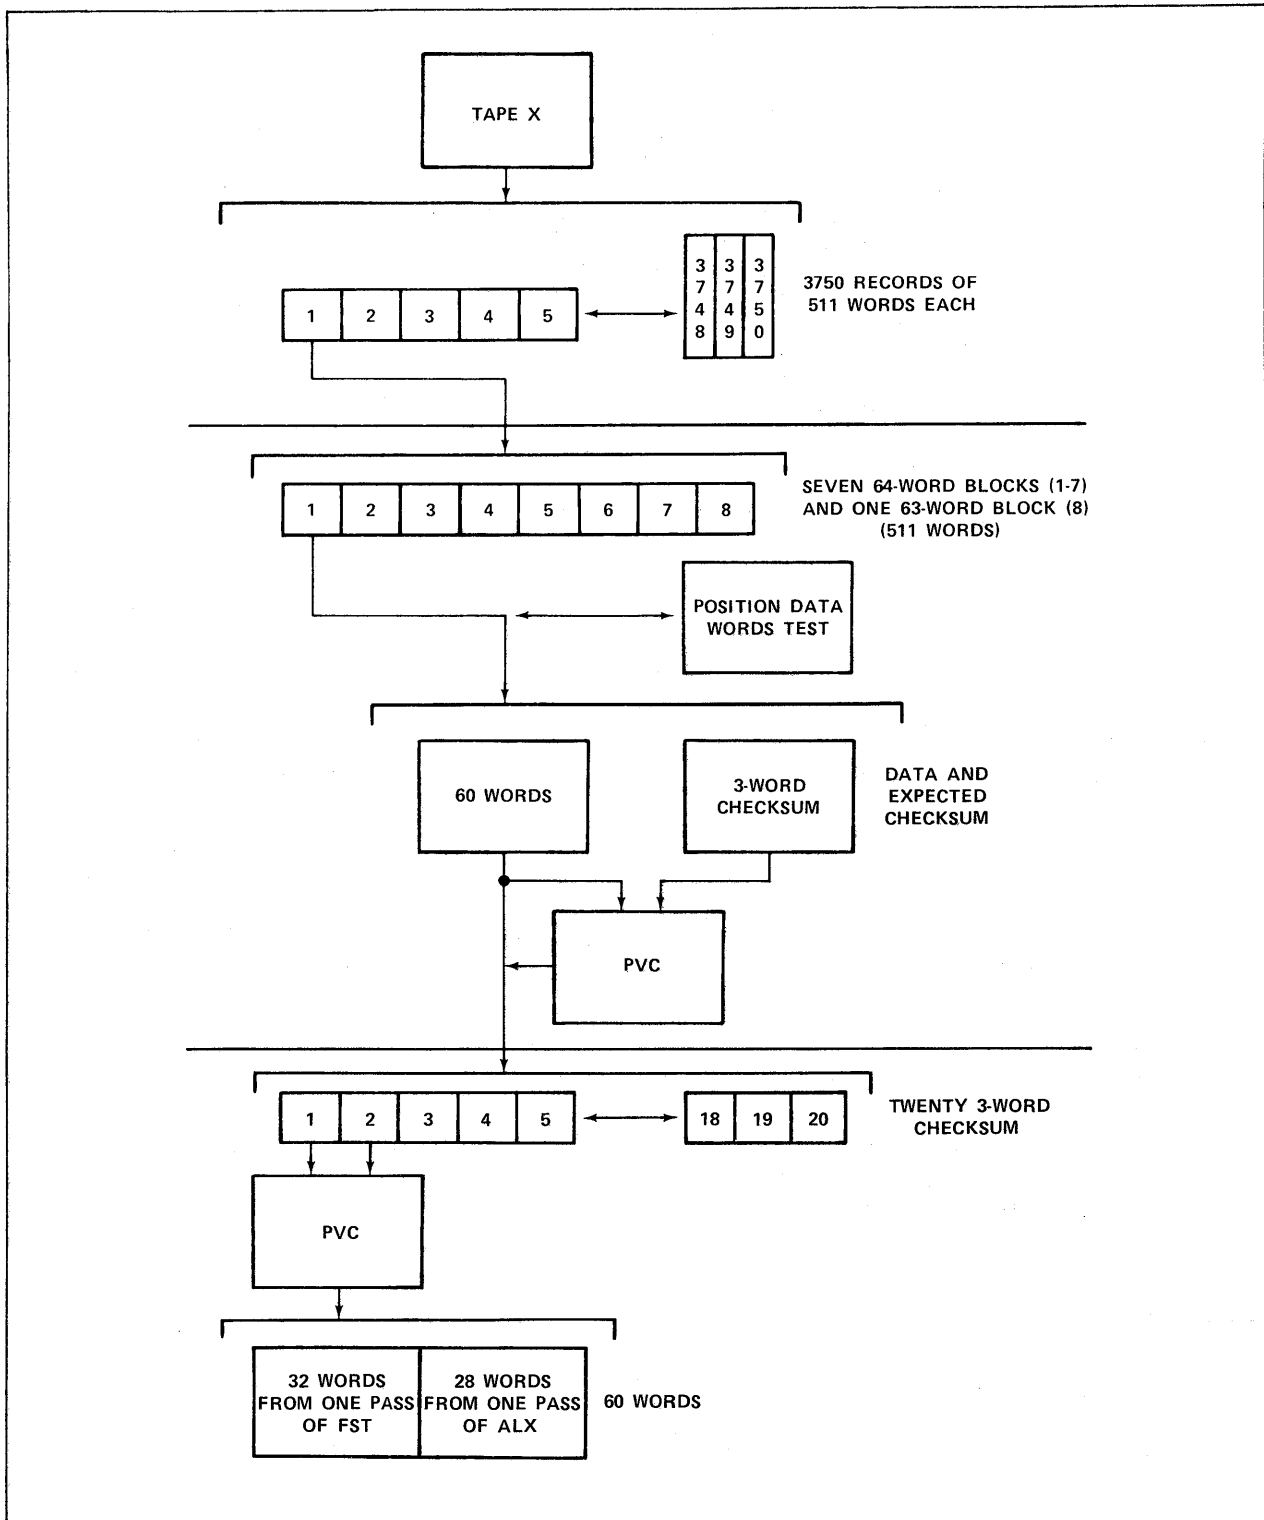 TAPE X
3 3 3
7 7 7
4 4 5
8 9 0
3750 RECORDS OF
511 WORDS EACH
1 2 3 4 5
SEVEN 64-WORD BLOCKS (1-7)
AND ONE 63-WORD BLOCK (8)
(511 WORDS)
1 2 3 4 5 6 7 8
POSITION DATA
WORDS TEST
60 WORDS
3-WORD
CHECKSUM
DATA AND
EXPECTED
CHECKSUM
PVC
1 2 3 4 5 18 19 20
TWENTY 3-WORD
CHECKSUM
PVC
32 WORDS
FROM ONE PASS
OF FST
28 WORDS
FROM ONE PASS
OF ALX
60 WORDS